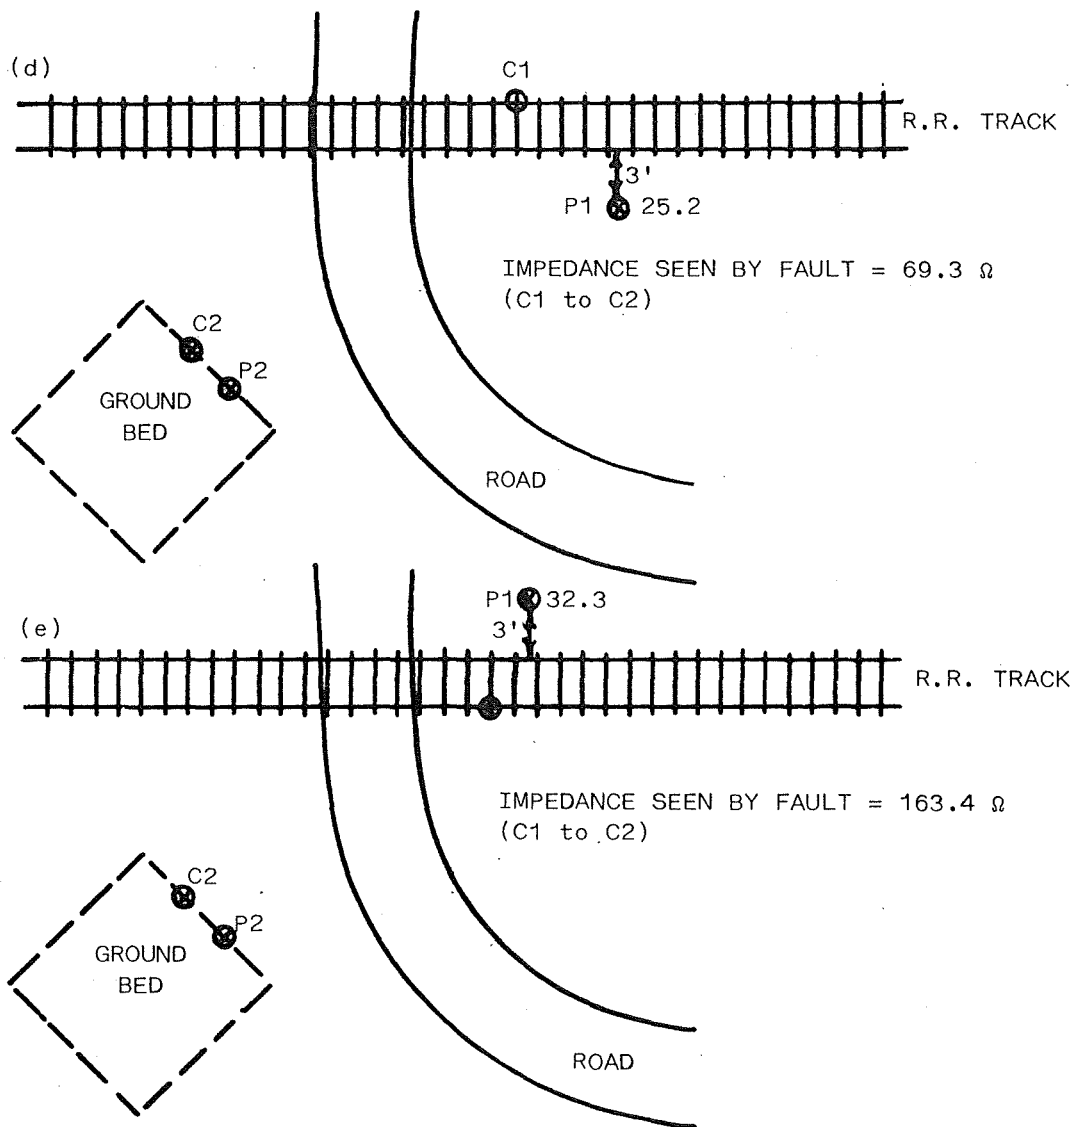 (d)
C1
R.R. TRACK
3'
P1 25.2
IMPEDANCE SEEN BY FAULT = 69.3 Ω
(C1 to C2)
C2
P2
GROUND
BED
ROAD
P1 32.3
(e)
3'
R.R. TRACK
IMPEDANCE SEEN BY FAULT = 163.4 Ω
(C1 to C2)
C2
P2
GROUND
BED
ROAD